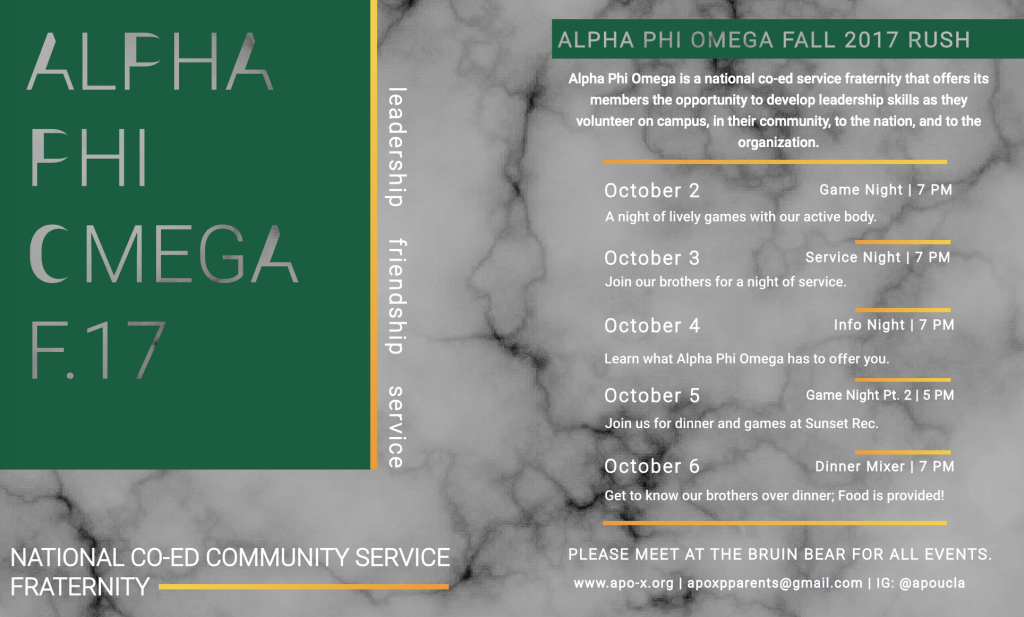 ALPHA
PHI
OMEGA
F.17
leadership friendship service
NATIONAL CO-ED COMMUNITY SERVICE
FRATERNITY
ALPHA PHI OMEGA FALL 2017 RUSH
Alpha Phi Omega is a national co-ed service fraternity that offers its
members the opportunity to develop leadership skills as they
volunteer on campus, in their community, to the nation, and to the
organization.
October 2 Game Night | 7 PM
A night of lively games with our active body.
October 3 Service Night | 7 PM
Join our brothers for a night of service.
October 4 Info Night | 7 PM
Learn what Alpha Phi Omega has to offer you.
October 5 Game Night Pt. 2 | 5 PM
Join us for dinner and games at Sunset Rec.
October 6 Dinner Mixer | 7 PM
Get to know our brothers over dinner; Food is provided!
PLEASE MEET AT THE BRUIN BEAR FOR ALL EVENTS.
www.apo-x.org | apoxpparents@gmail.com | IG: @apoucla